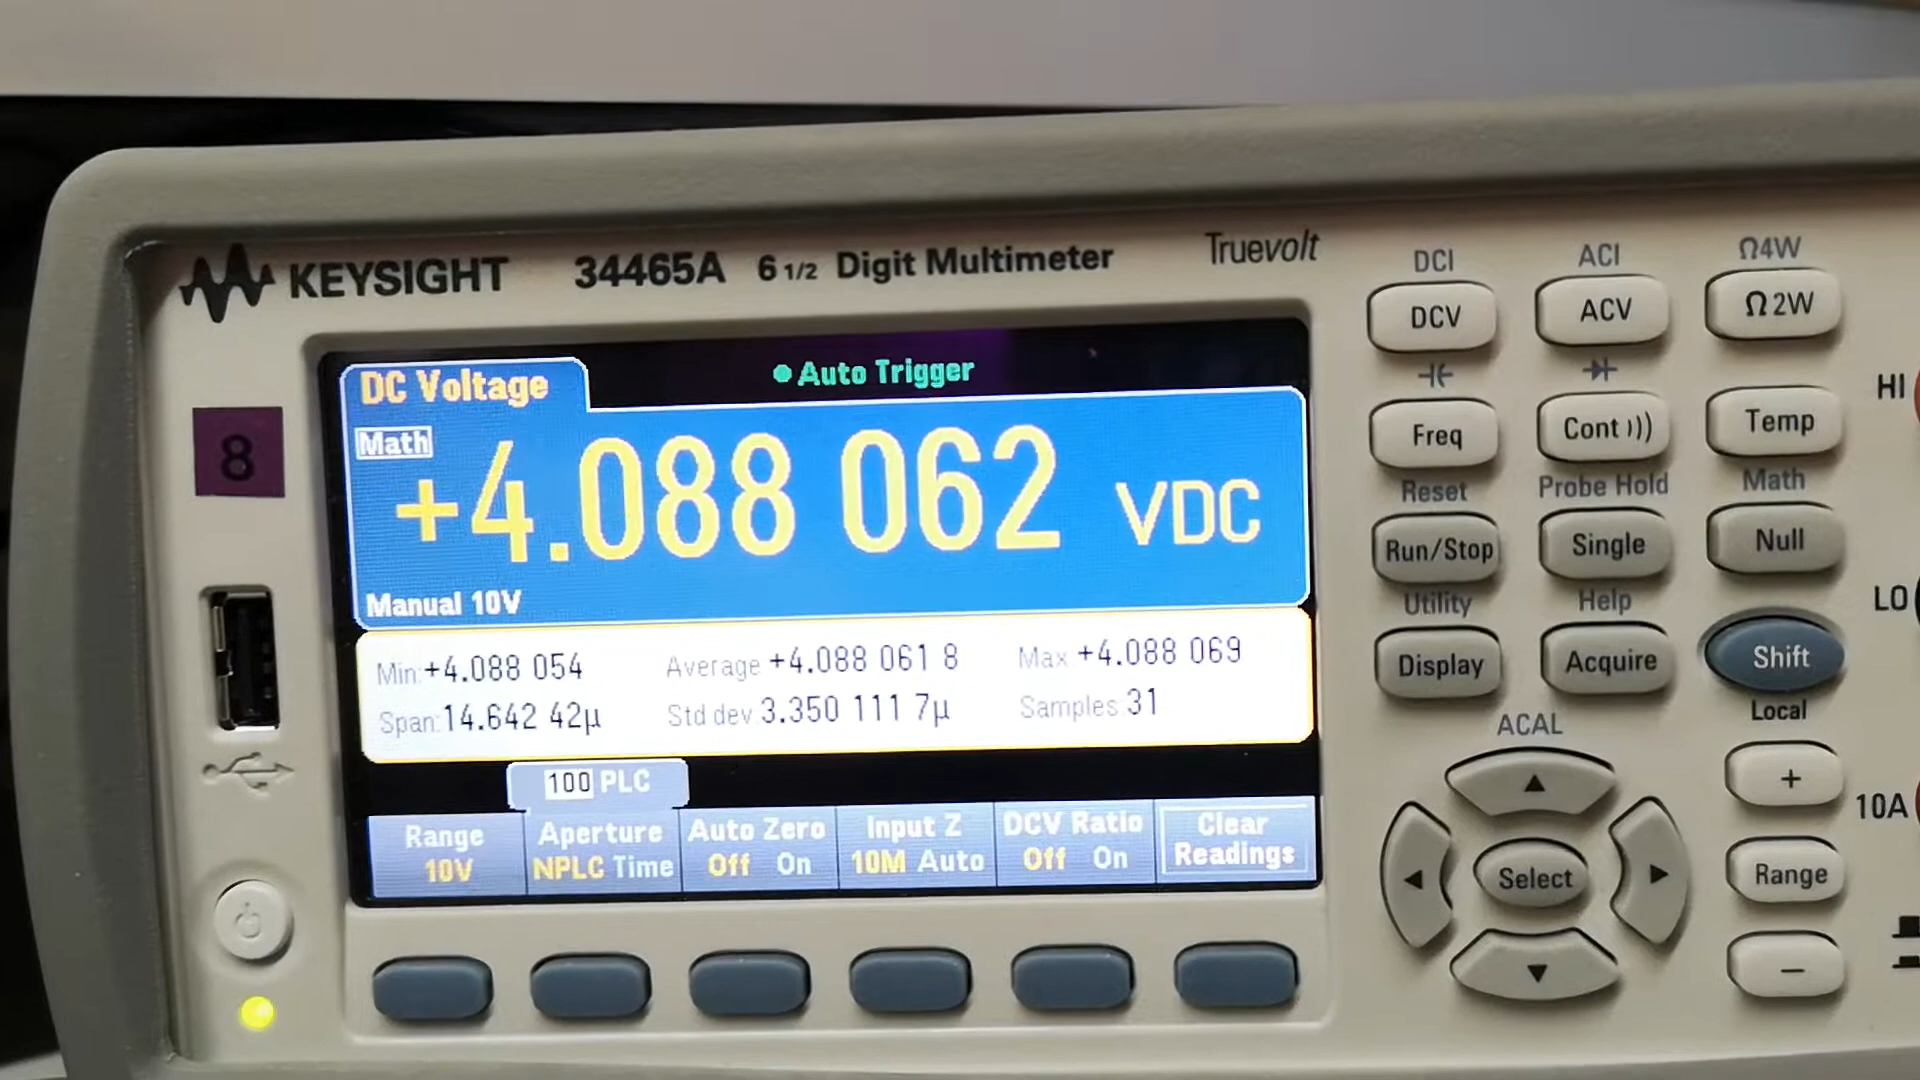 KEYSIGHT 34465A 6 1/2 Digit Multimeter Truevolt
8
DC Voltage
Auto Trigger
Math
+4.088 062 VDC
Manual 10V
Min:+4.088 054 Average +4.088 061 8 Max +4.088 069
Span:14.642 42µ Std dev 3.350 111 7µ Samples 31
100 PLC
Range Aperture Auto Zero Input Z DCV Ratio Clear
10V NPLC Time Off On 10M Auto Off On Readings
DCI ACI Ω4W
DCV ACV Ω2W
Freq Cont Temp
Reset Probe Hold Math
Run/Stop Single Null
Utility Help
Display Acquire Shift
Local
ACAL
+
Select Range
−
HI
LO
10A